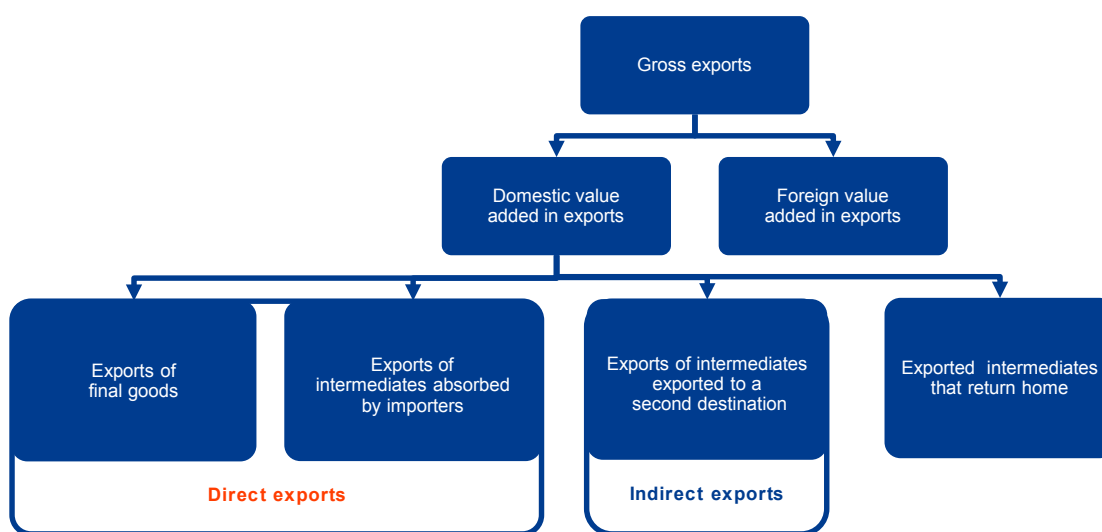 Gross exports
Domestic value
added in exports
Foreign value
added in exports
Exports of
final goods
Exports of
intermediates absorbed
by importers
Exports of intermediates
exported to a
second destination
Exported intermediates
that return home
Direct exports
Indirect exports